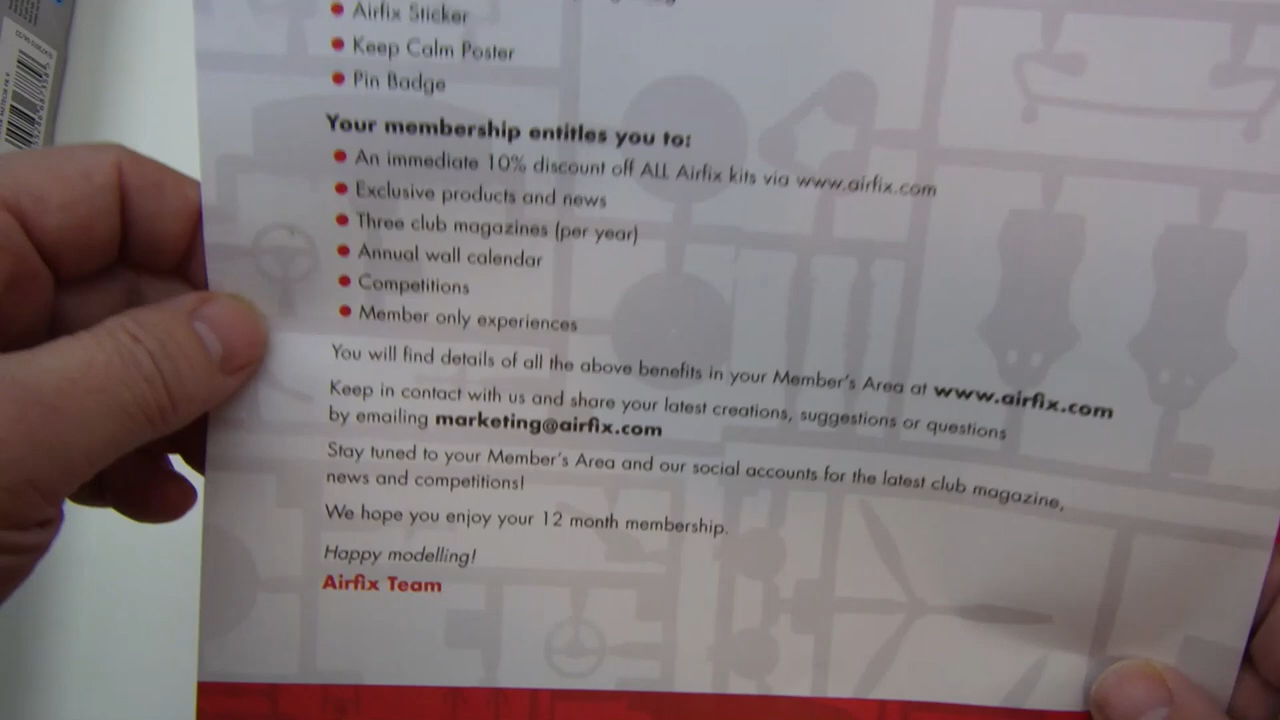 Airfix Sticker
Keep Calm Poster
Pin Badge
Your membership entitles you to:
An immediate 10% discount off ALL Airfix kits via www.airfix.com
Exclusive products and news
Three club magazines (per year)
Annual wall calendar
Competitions
Member only experiences
You will find details of all the above benefits in your Member's Area at www.airfix.com
Keep in contact with us and share your latest creations, suggestions or questions
by emailing marketing@airfix.com
Stay tuned to your Member's Area and our social accounts for the latest club magazine,
news and competitions!
We hope you enjoy your 12 month membership.
Happy modelling!
Airfix Team